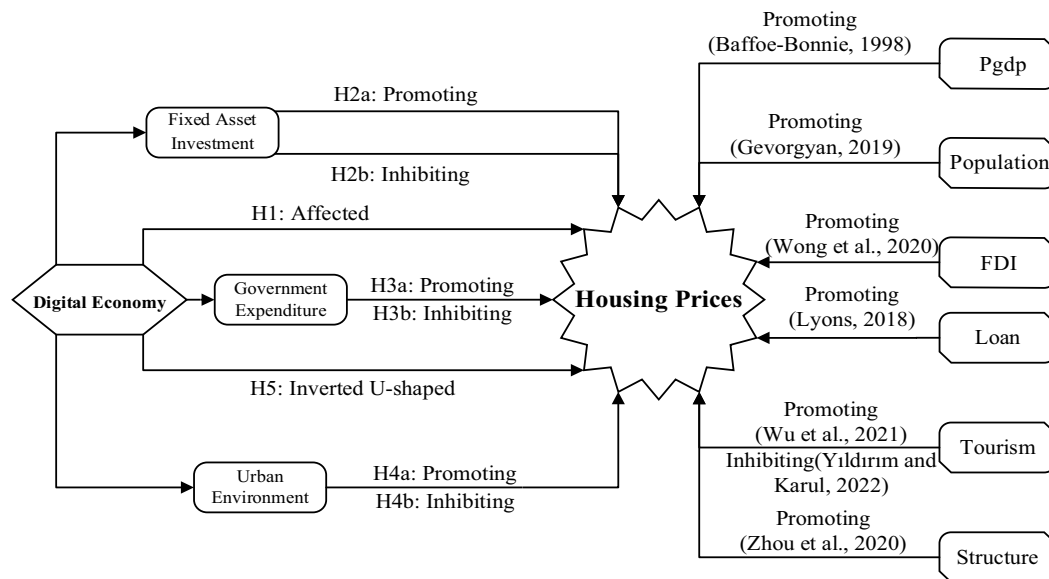 Promoting
(Baffoe-Bonnie, 1998)
Pgdp
H2a: Promoting
Fixed Asset
Investment
H2b: Inhibiting
Promoting
(Gevorgyan, 2019)
Population
H1: Affected
Promoting
(Wong et al., 2020)
FDI
Digital Economy
Government
Expenditure
H3a: Promoting
H3b: Inhibiting
Housing Prices
Promoting
(Lyons, 2018)
Loan
H5: Inverted U-shaped
Promoting
(Wu et al., 2021)
Inhibiting(Yıldırım and
Karul, 2022)
Tourism
Urban
Environment
H4a: Promoting
H4b: Inhibiting
Promoting
(Zhou et al., 2020)
Structure